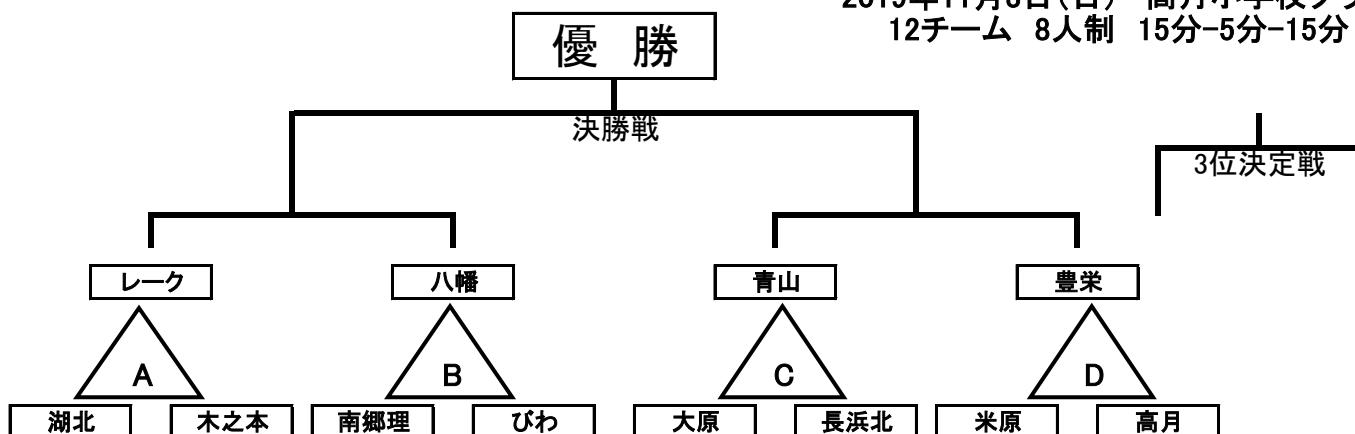 12チーム 8人制 15分-5分-15分
優 勝
決勝戦
3位決定戦
レーク
八幡
青山
豊栄
A
B
C
D
湖北
木之本
南郷理
びわ
大原
長浜北
米原
高月